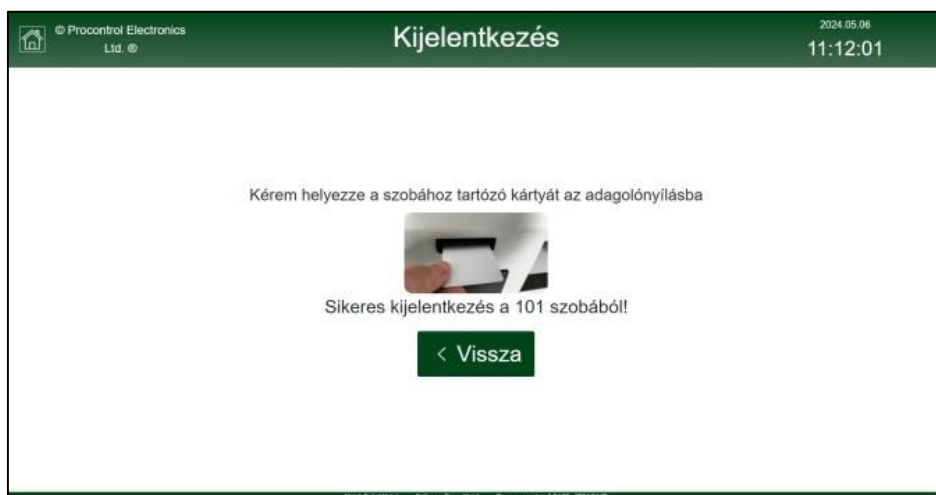 © Procontrol Electronics
Ltd. ®
Kijelentkezés
2024.05.06
11:12:01
Kérem helyezze a szobához tartózó kártyát az adagolónyílásba
Sikeres kijelentkezés a 101 szobából!
< Vissza